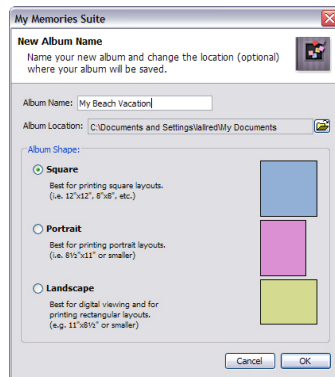 My Memories Suite
New Album Name
Name your new album and change the location (optional)
where your album will be saved.
Album Name: My Beach Vacation
Album Location: C:\Documents and Settings\lallred\My Documents
Album Shape:
Square
Best for printing square layouts.
(i.e. 12"x12", 8"x8", etc.)
Portrait
Best for printing portrait layouts.
(i.e. 8½"x11" or smaller)
Landscape
Best for digital viewing and for
printing rectangular layouts.
(e.g. 11"x8½" or smaller)
Cancel OK